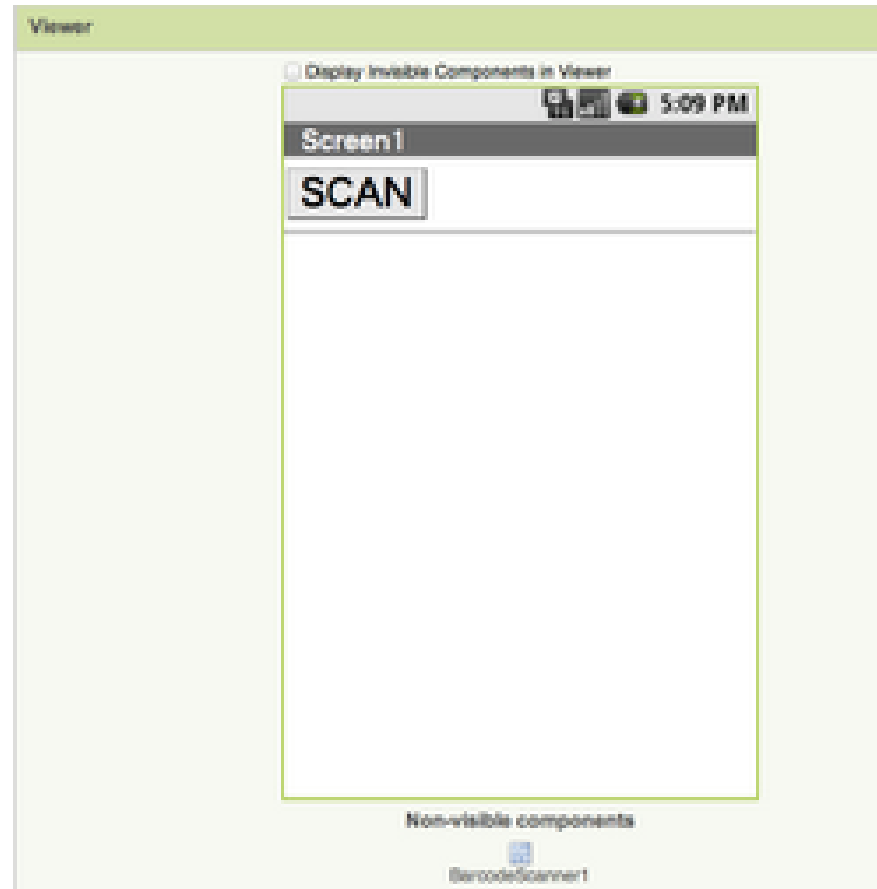 Viewer
Display Invisible Components in Viewer
5:09 PM
Screen1
SCAN
Non-visible components
BarcodeScanner1